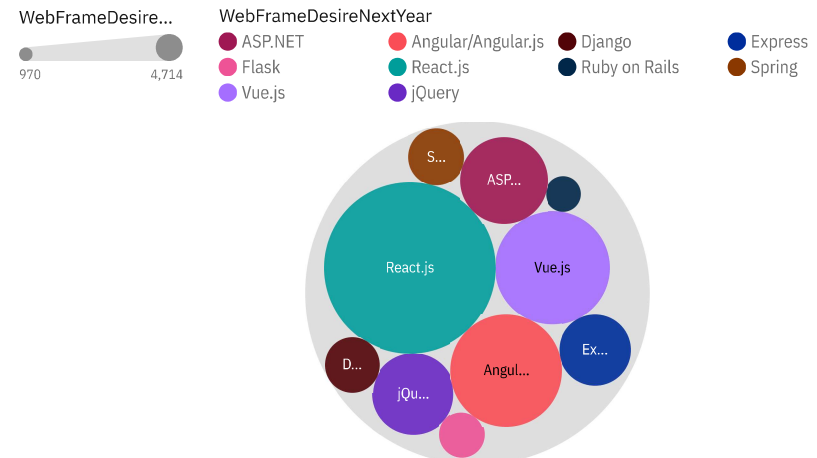 WebFrameDesire...
970 4,714
WebFrameDesireNextYear
ASP.NET Angular/Angular.js Django Express
Flask React.js Ruby on Rails Spring
Vue.js jQuery
S...
ASP...
React.js Vue.js
Ex...
D... Angul...
jQu...